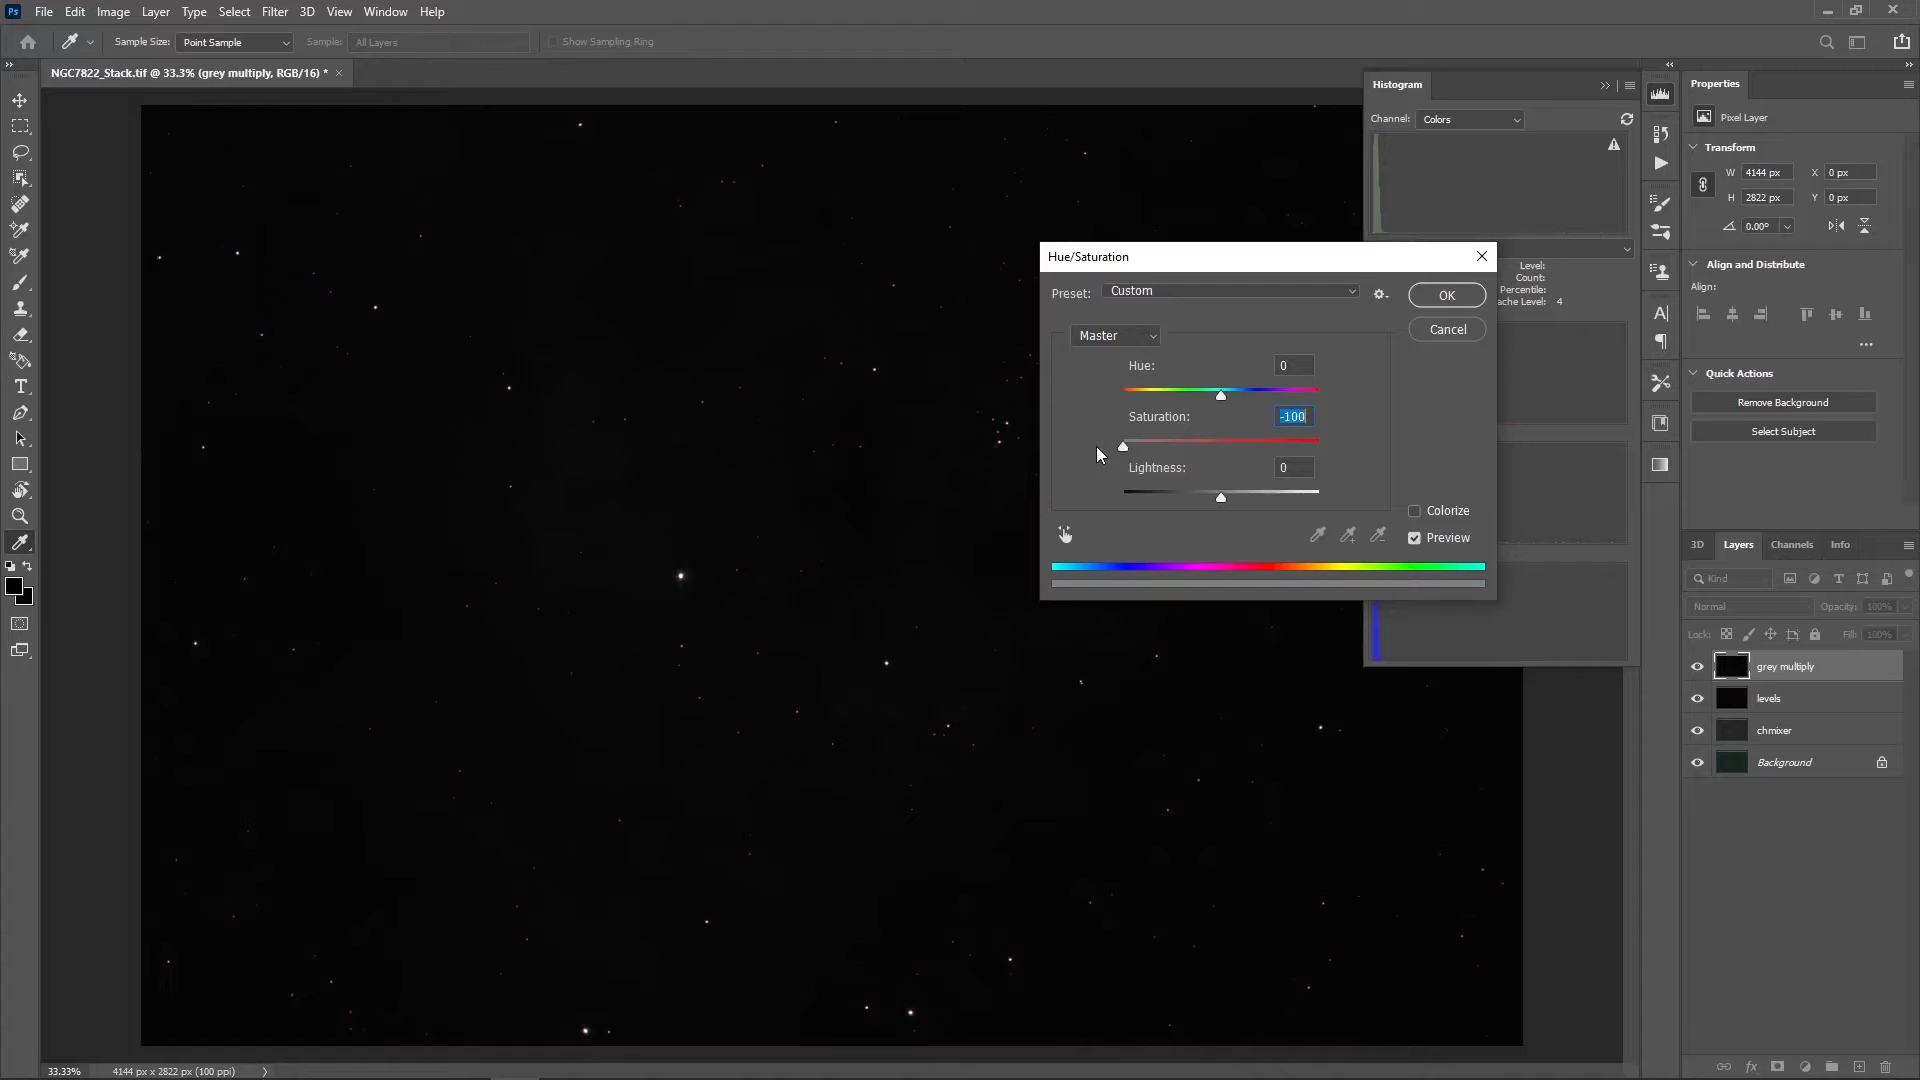 Ps File Edit Image Layer Type Select Filter 3D View Window Help
Sample Size: Point Sample Sample: All Layers Show Sampling Ring
NGC7822_Stack.tif @ 33.3% (grey multiply, RGB/16) * ×
Histogram
Channel: Colors
Level:
Count:
Percentile:
ache Level: 4
Hue/Saturation
Preset: Custom
OK
Cancel
Master
Hue: 0
Saturation: -100
Lightness: 0
Colorize
Preview
Properties
Pixel Layer
Transform
W 4144 px X 0 px
H 2822 px Y 0 px
0.00°
Align and Distribute
Align:
Quick Actions
Remove Background
Select Subject
3D Layers Channels Info
Kind
Normal Opacity: 100%
Lock: Fill: 100%
grey multiply
levels
chmixer
Background
33.33% 4144 px x 2822 px (100 ppi)